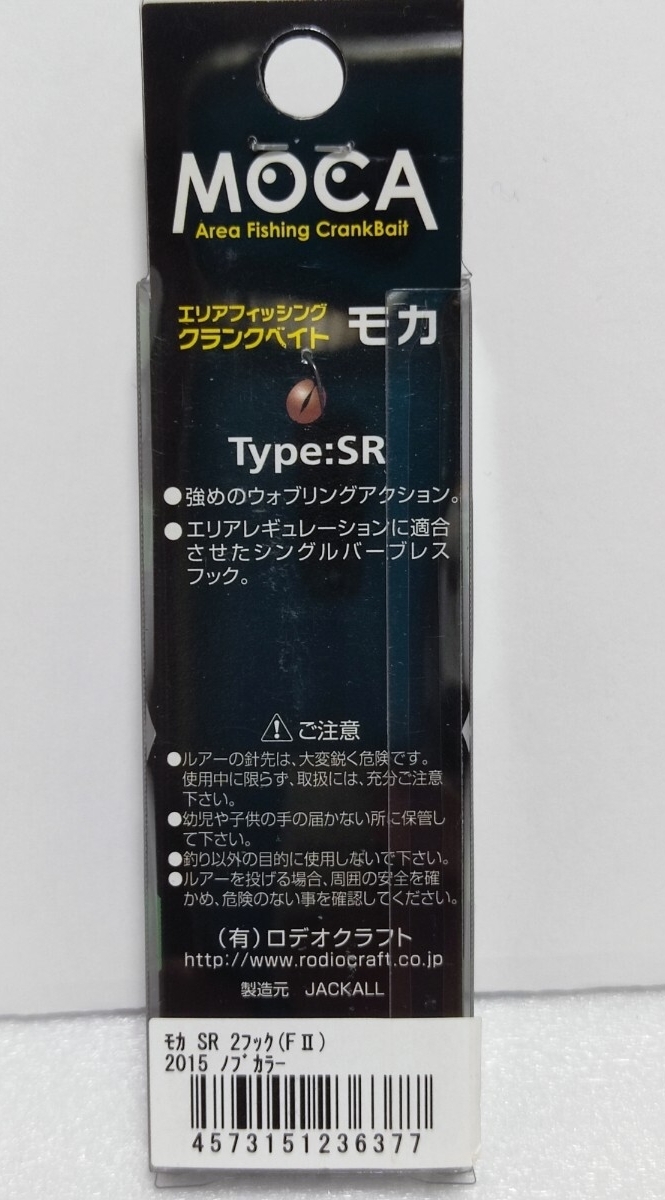 MOCA
Area Fishing CrankBait
エリアフィッシング
クランクベイト モカ
Type:SR
●強めのウォブリングアクション。
●エリアレギュレーションに適合
させたシングルバーブレス
フック。
⚠ご注意
●ルアーの針先は、大変鋭く危険です。
使用中に限らず、取扱には、充分ご注意
下さい。
●幼児や子供の手の届かない所に保管し
て下さい。
●釣り以外の目的に使用しないで下さい。
●ルアーを投げる場合、周囲の安全を確
かめ、危険のない事を確認してください。
(有)ロデオクラフト
http://www.rodiocraft.co.jp
製造元 JACKALL
ﾓｶ SR 2ﾌｯｸ(FⅡ)
2015 ﾉﾌﾞｶﾗｰ
4573151236377